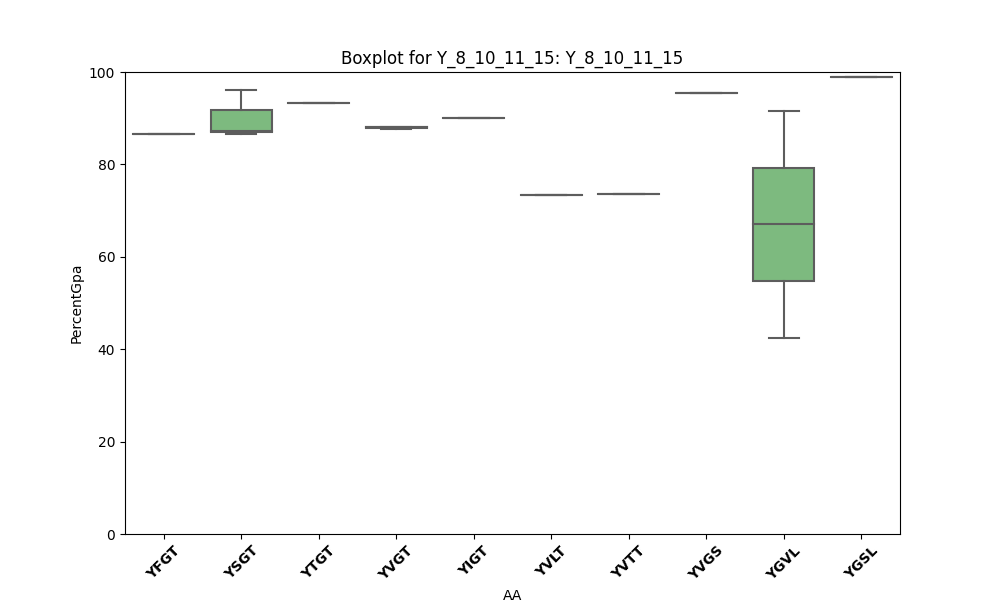 Boxplot for Y_8_10_11_15: Y_8_10_11_15
100
80
60
40
20
0
PercentGpa
YFGT YSGT YTGT YVGT YIGT YVLT YVTT YVGS YGVL YGSL
AA